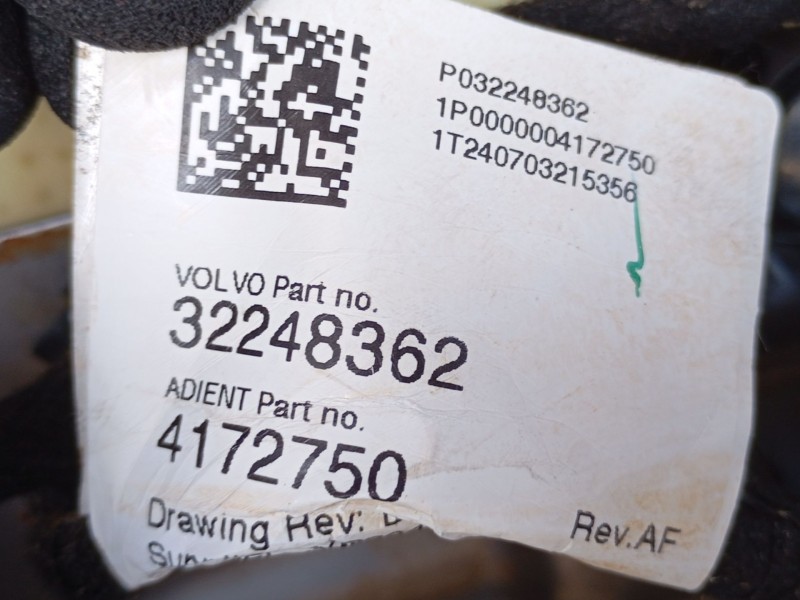 P032248362
1P0000004172750
1T240703215356
VOLVO Part no.
32248362
ADIENT Part no.
4172750
Drawing Rev:
Rev.AF